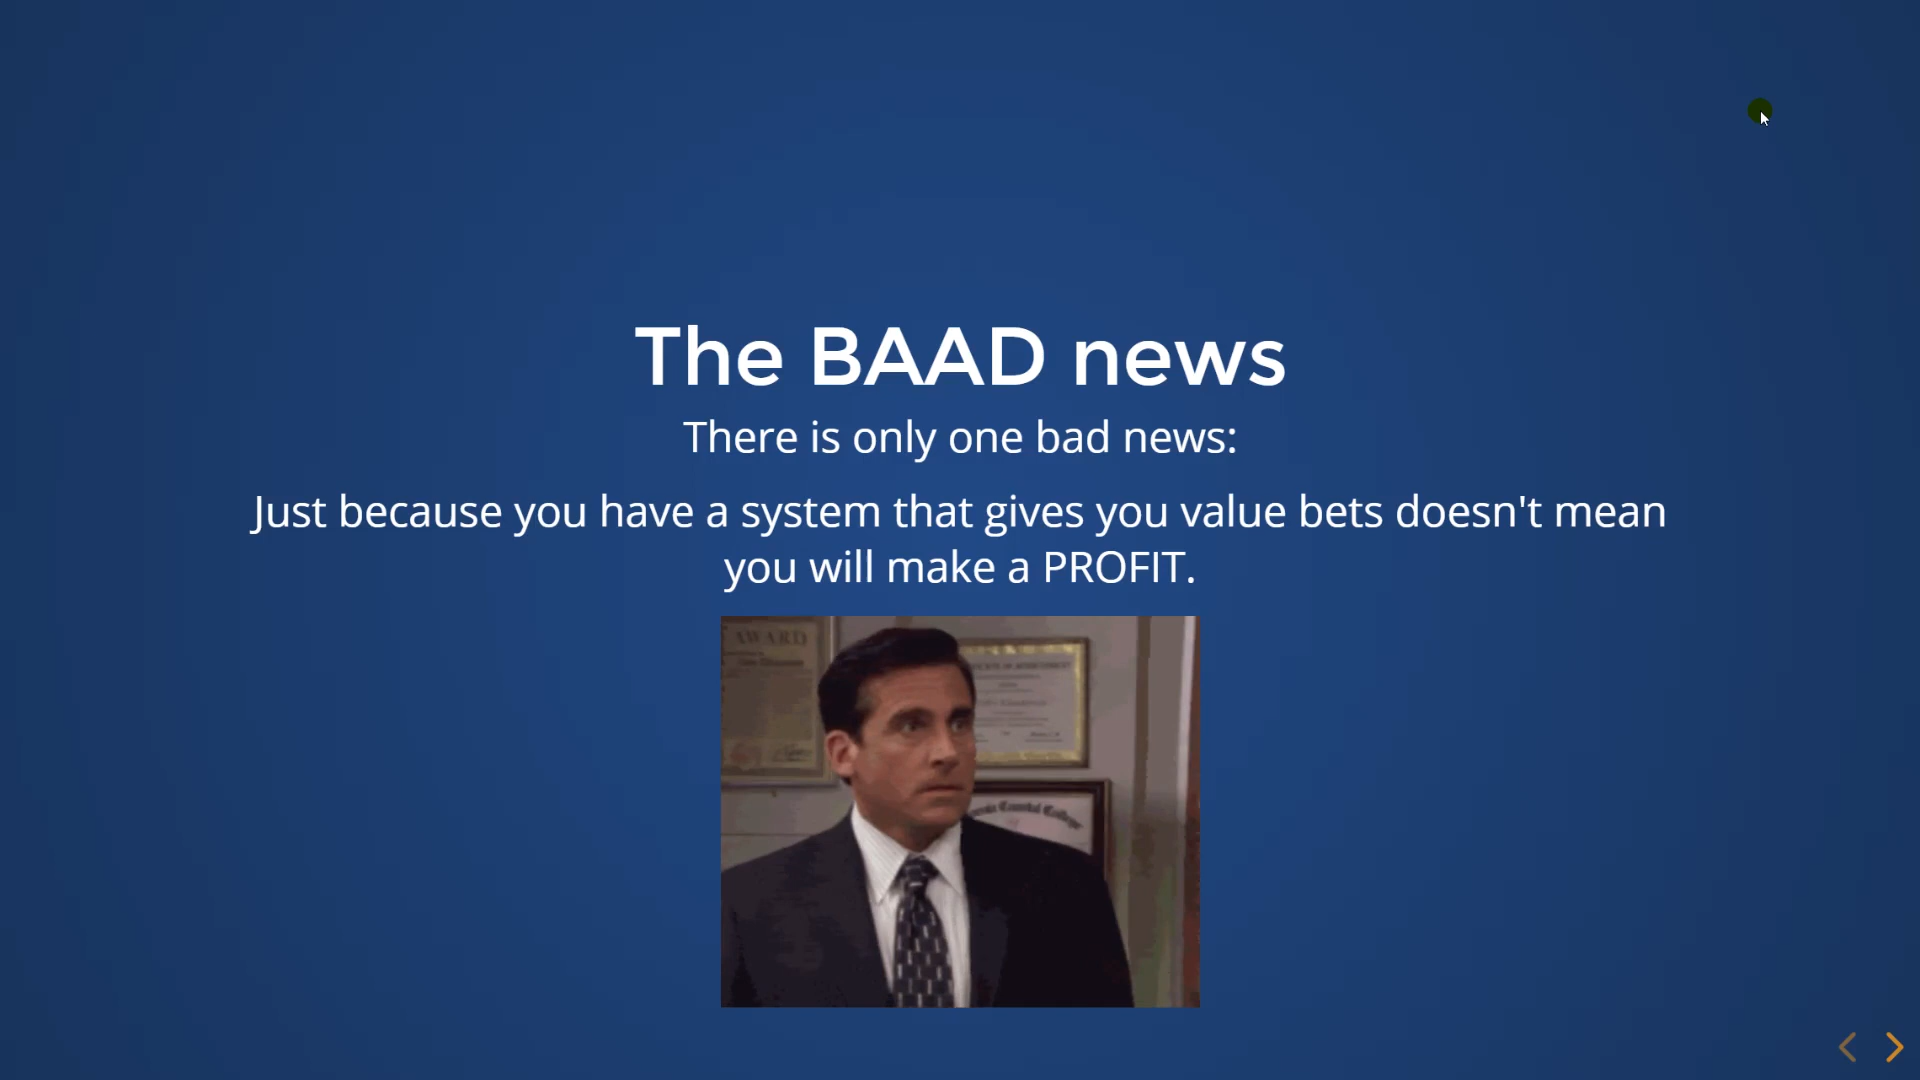 The BAAD news
There is only one bad news:
Just because you have a system that gives you value bets doesn't mean
you will make a PROFIT.
AWARD